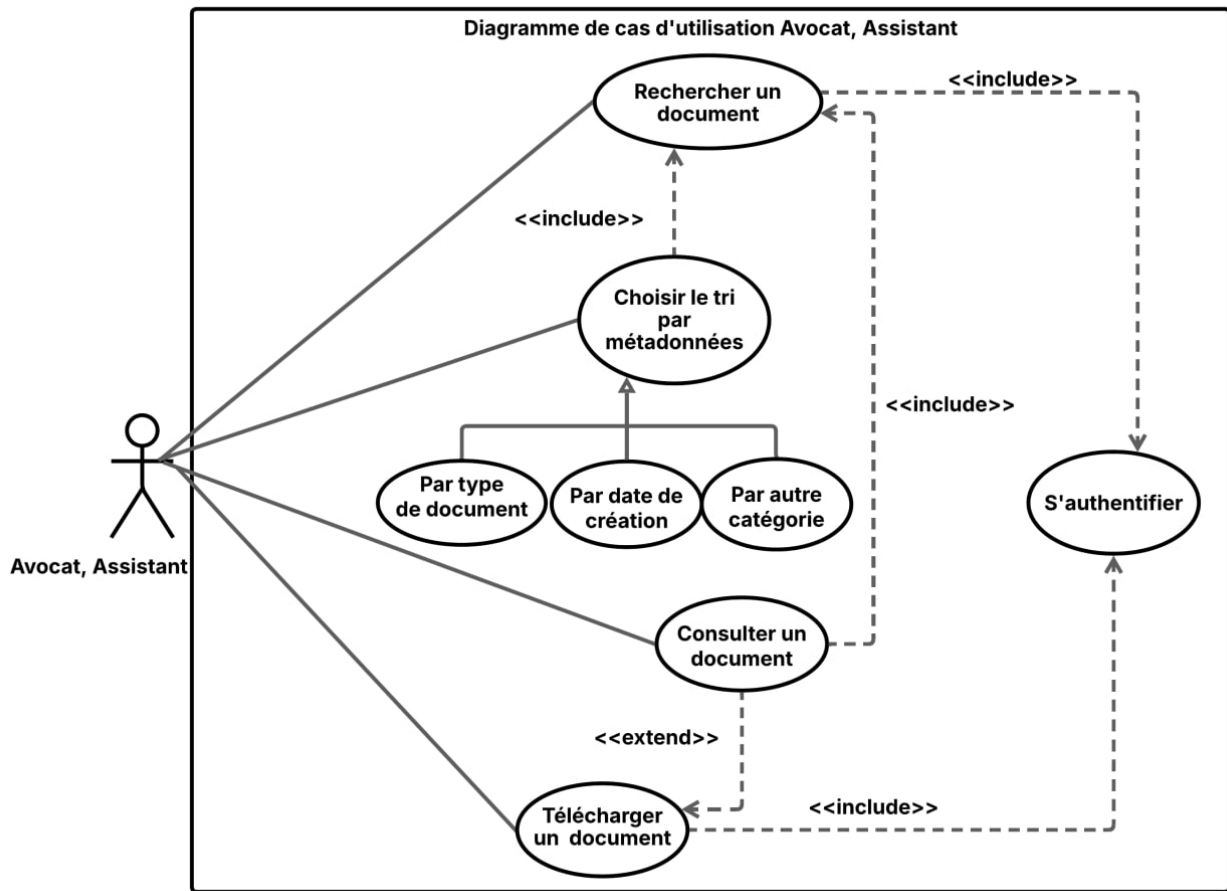 Diagramme de cas d'utilisation Avocat, Assistant
Rechercher un
document
<<include>>
<<include>>
Choisir le tri
par
métadonnées
<<include>>
Par type
de document
Par date de
création
Par autre
catégorie
S'authentifier
Avocat, Assistant
Consulter un
document
<<extend>>
Télécharger
un document
<<include>>